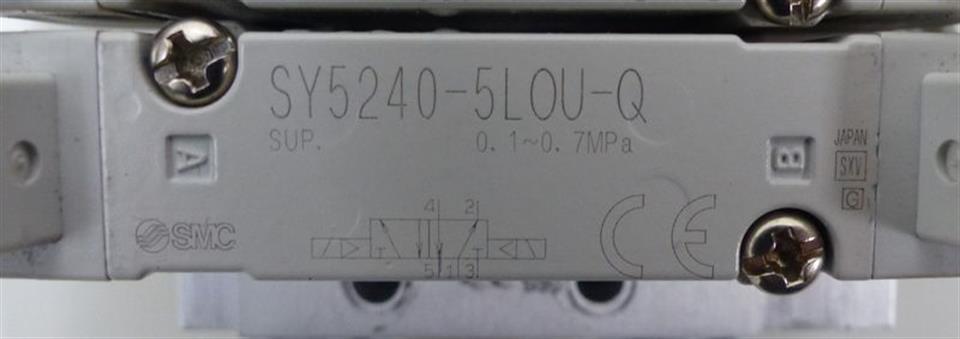 SY5240-5LOU-Q
SUP. 0.1~0.7MPa
A
B
JAPAN
SKV
G
SMC
4 2
5 1 3
CE